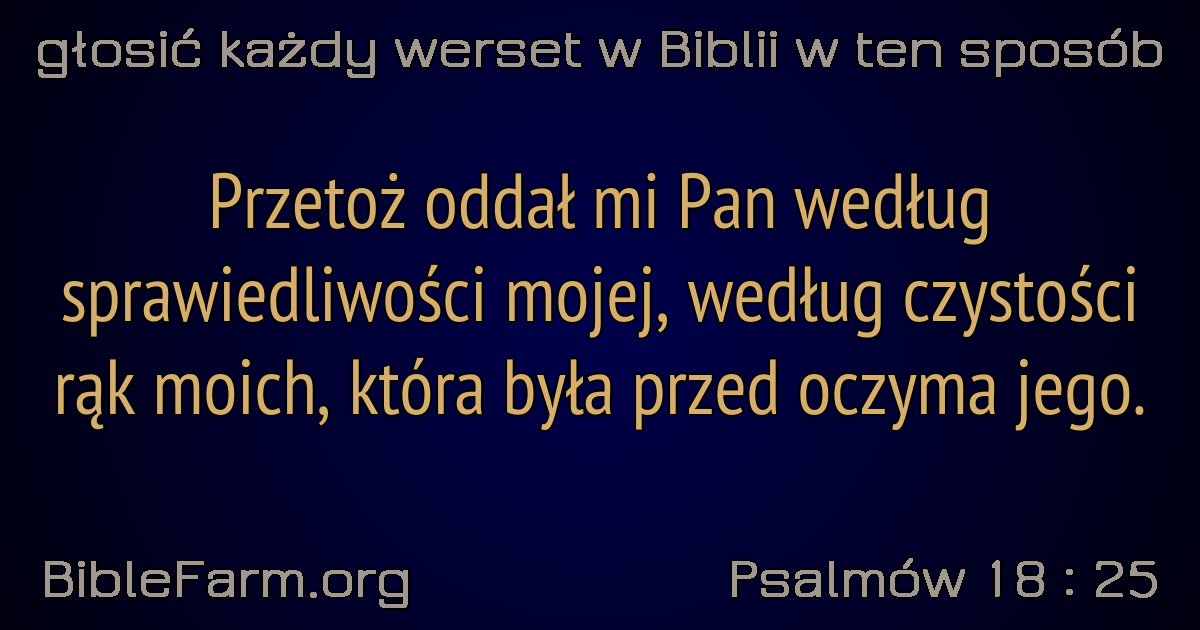 głosić każdy werset w Biblii w ten sposób
Przetoż oddał mi Pan według
sprawiedliwości mojej, według czystości
rąk moich, która była przed oczyma jego.
BibleFarm.org
Psalmów 18 : 25